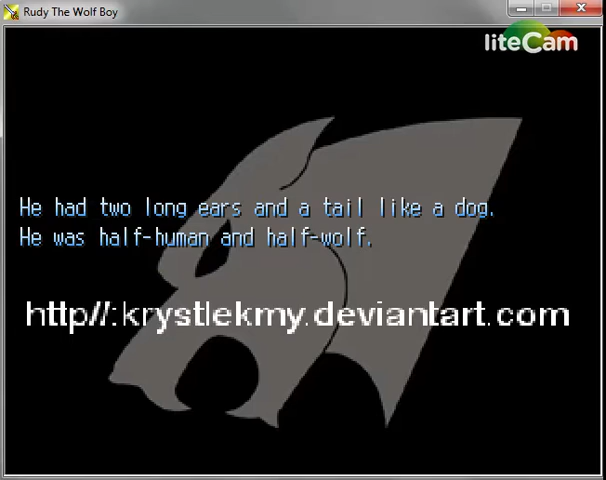 Rudy The Wolf Boy
liteCam
He had two long ears and a tail like a dog.
He was half-human and half-wolf.
http//:krystlekmy.deviantart.com